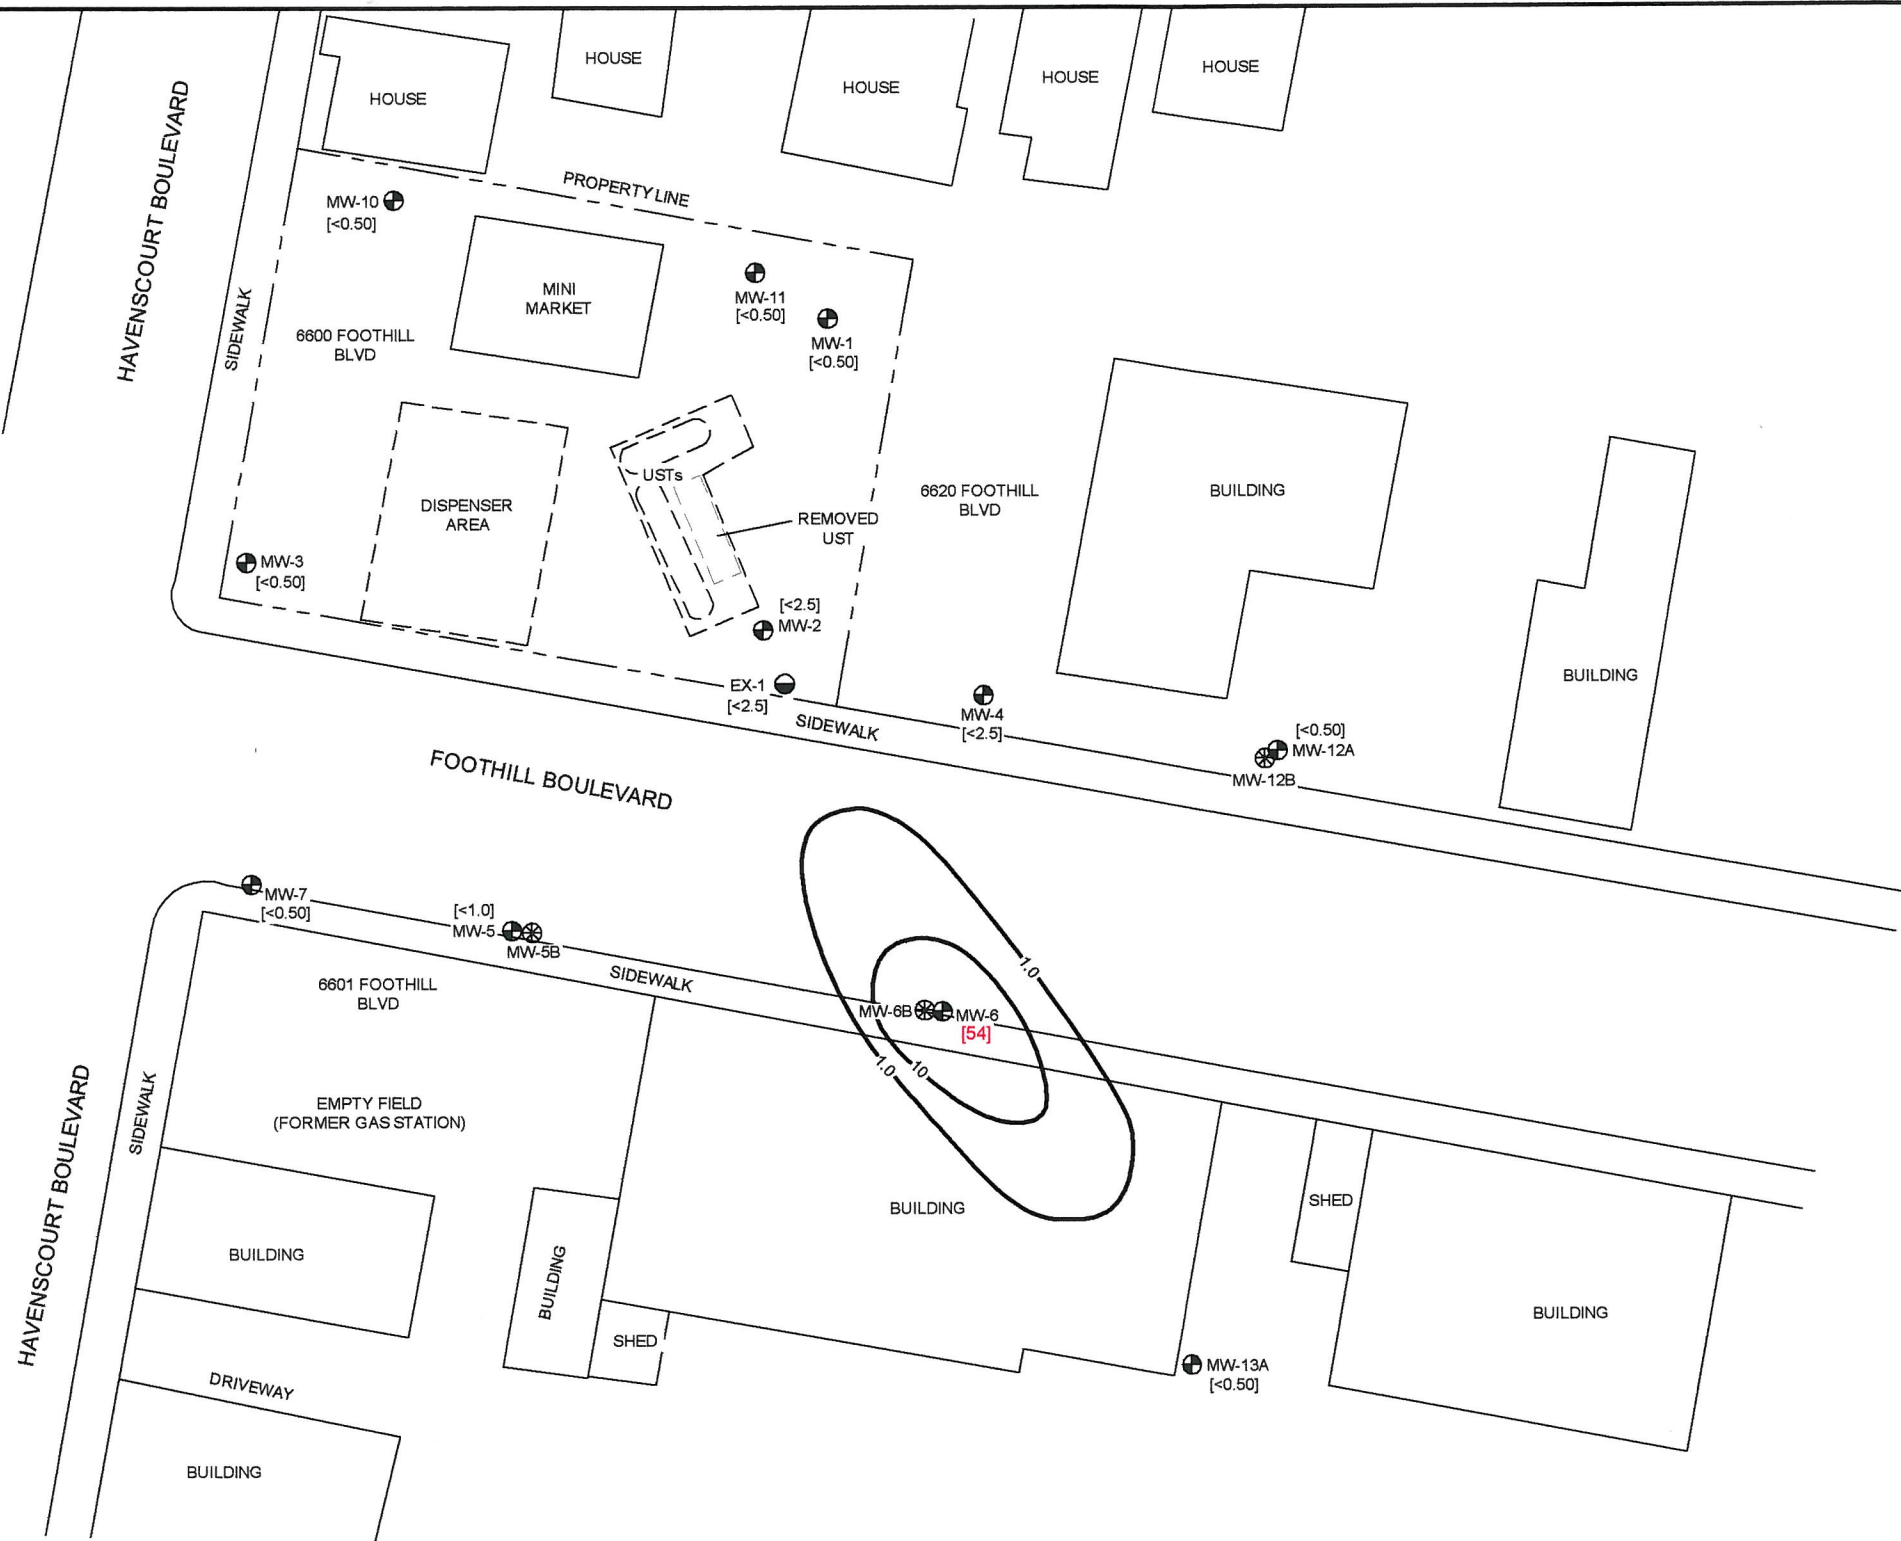 HOUSE
HOUSE
HOUSE
HOUSE
HOUSE
HAVENSCOURT BOULEVARD
SIDEWALK
PROPERTY LINE
MW-10
[<0.50]
MINI
MARKET
MW-11
[<0.50]
MW-1
[<0.50]
6600 FOOTHILL
BLVD
DISPENSER
AREA
USTs
REMOVED
UST
6620 FOOTHILL
BLVD
BUILDING
BUILDING
MW-3
[<0.50]
[<2.5]
MW-2
EX-1
[<2.5]
SIDEWALK
MW-4
[<2.5]
[<0.50]
MW-12A
MW-12B
FOOTHILL BOULEVARD
MW-7
[<0.50]
[<1.0]
MW-5
MW-5B
SIDEWALK
1.0
MW-6B
MW-6
[54]
1.0
10
6601 FOOTHILL
BLVD
EMPTY FIELD
(FORMER GAS STATION)
HAVENSCOURT BOULEVARD
SIDEWALK
BUILDING
BUILDING
BUILDING
SHED
SHED
BUILDING
MW-13A
[<0.50]
DRIVEWAY
BUILDING